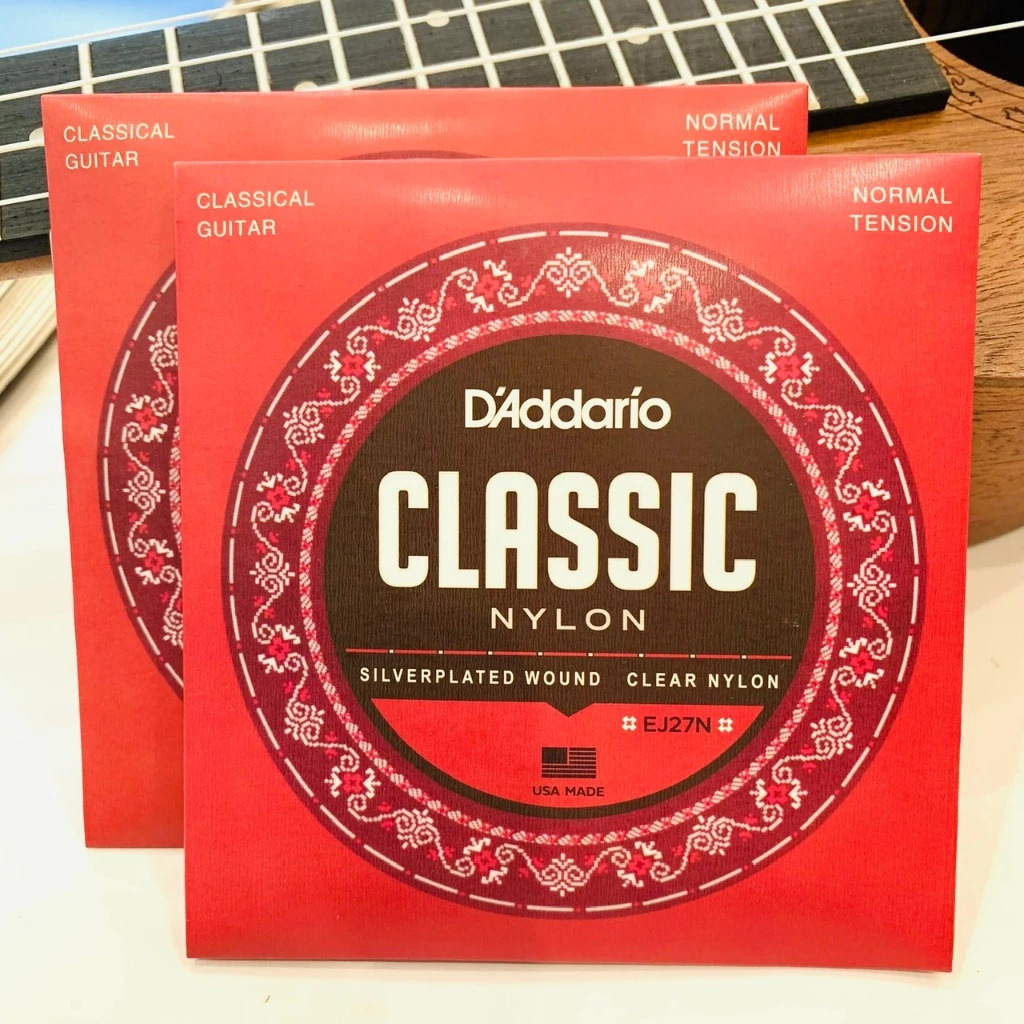 CLASSICAL
GUITAR
NORMAL
TENSION
CLASSICAL
GUITAR
NORMAL
TENSION
D'Addario
CLASSIC
NYLON
SILVERPLATED WOUND CLEAR NYLON
EJ27N
USA MADE